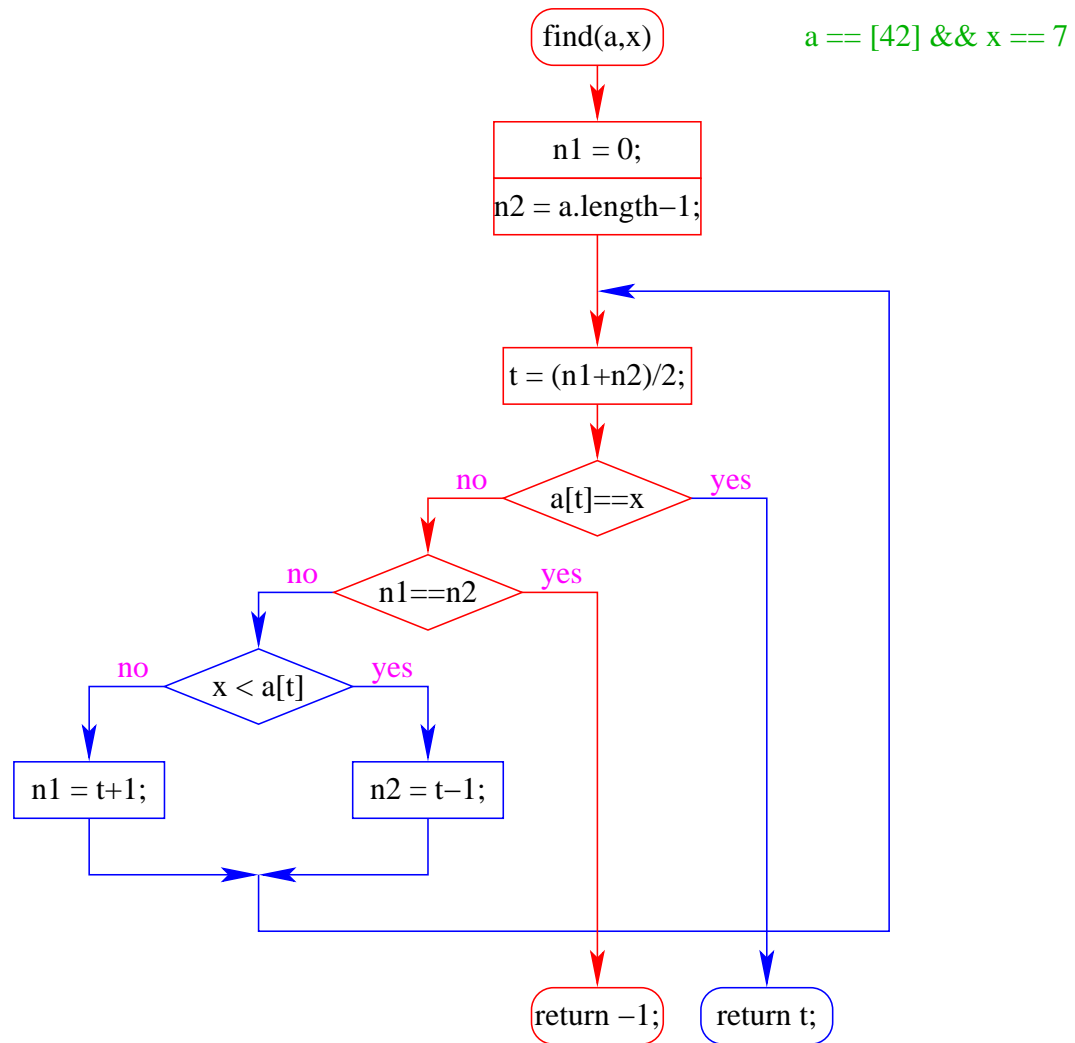 find(a,x)
a == [42] && x == 7
n1 = 0;
n2 = a.length−1;
t = (n1+n2)/2;
no
yes
a[t]==x
no
yes
n1==n2
no
yes
x < a[t]
n1 = t+1;
n2 = t−1;
return −1;
return t;